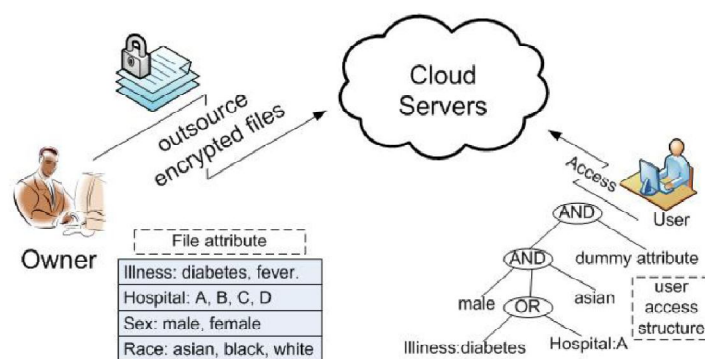 Cloud
Servers
outsource
encrypted files
Access
User
Owner
File attribute
Illness: diabetes, fever.
Hospital: A, B, C, D
Sex: male, female
Race: asian, black, white
AND
AND
dummy attribute
male
OR
asian
user
access
structure
Illiness:diabetes
Hospital:A